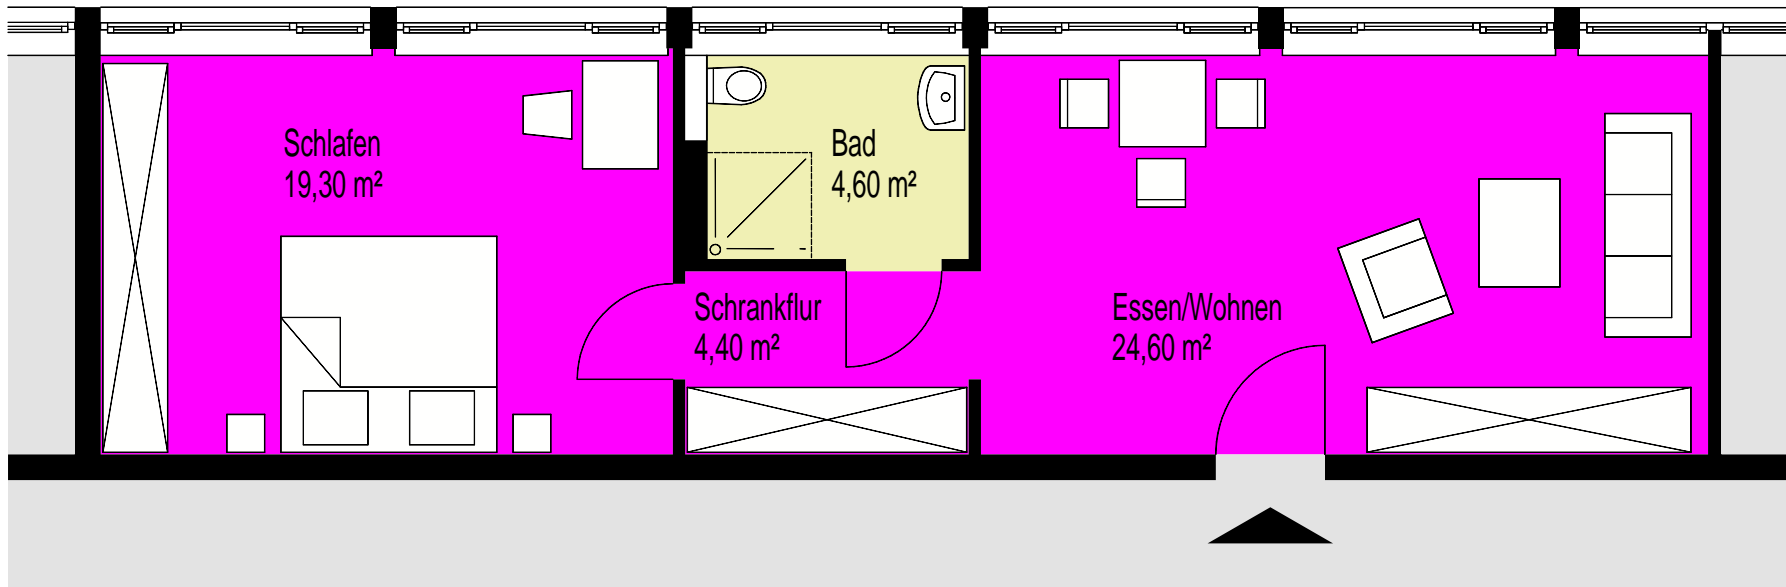 Schlafen
19,30 m²
Bad
4,60 m²
Schrankflur
4,40 m²
Essen/Wohnen
24,60 m²